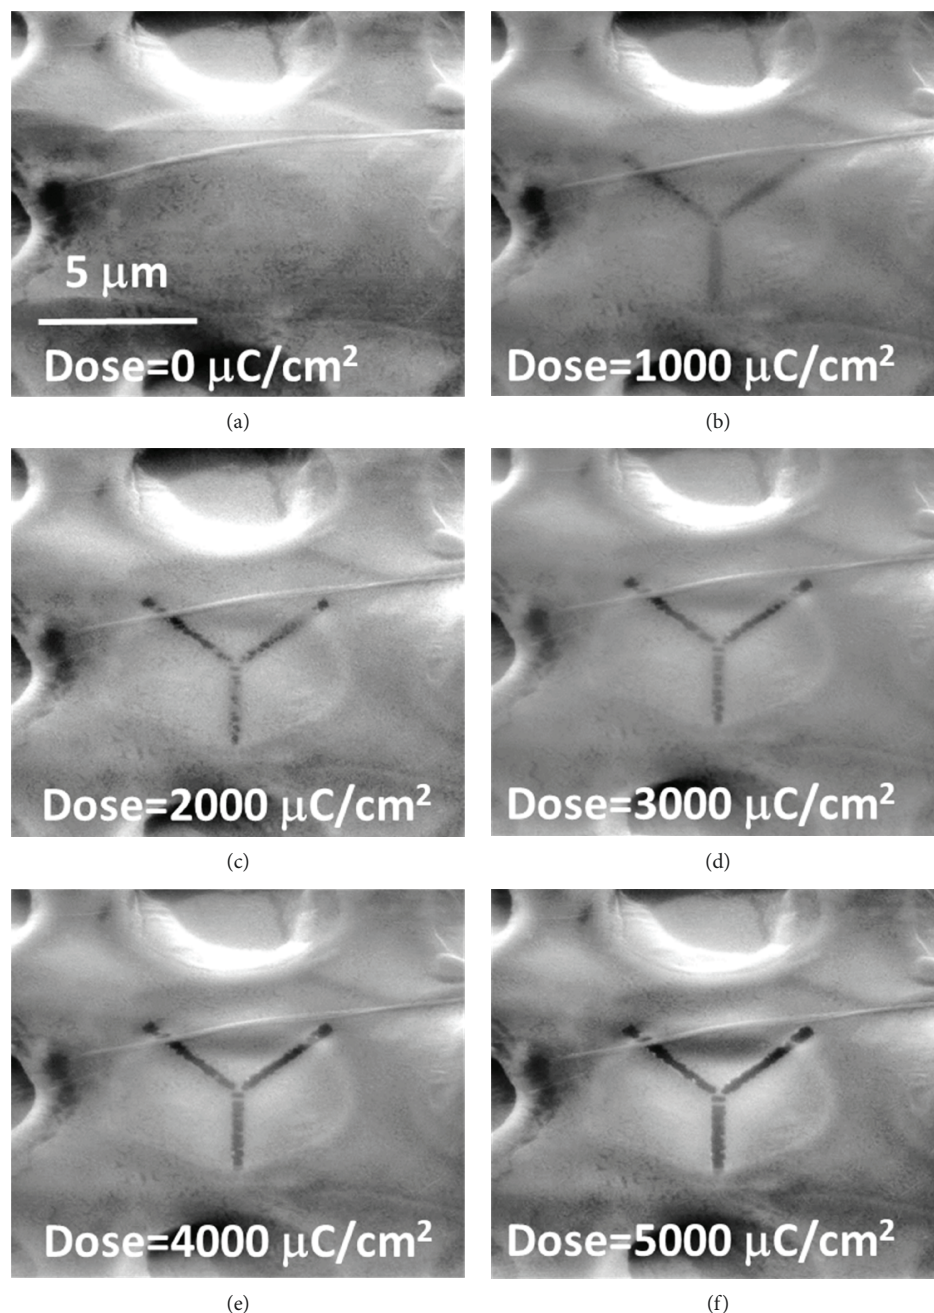 5 μm
Dose=0 μC/cm²
(a)
Dose=1000 μC/cm²
(b)
Dose=2000 μC/cm²
(c)
Dose=3000 μC/cm²
(d)
Dose=4000 μC/cm²
(e)
Dose=5000 μC/cm²
(f)